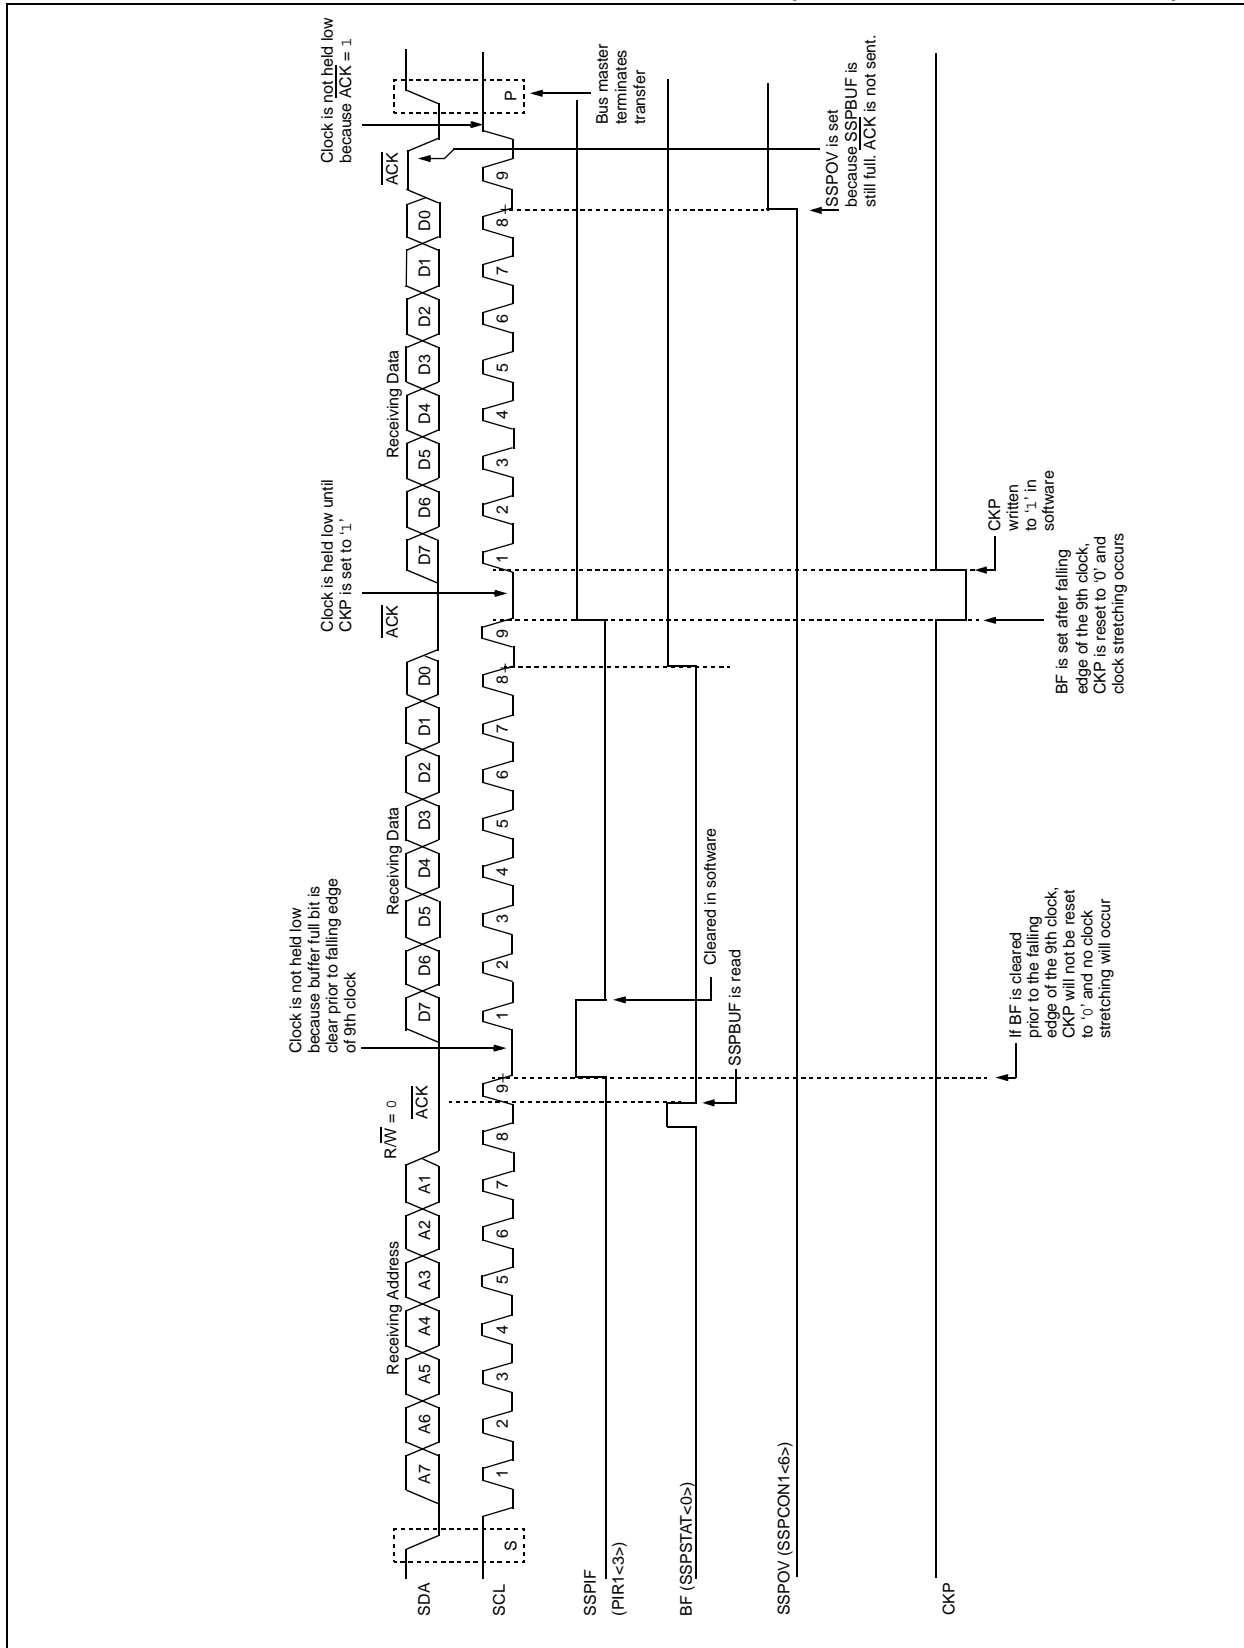 Clock is not held low
because buffer full bit is
clear prior to falling edge
of 9th clock
Clock is held low until
CKP is set to ‘1’
Clock is not held low
because ACK = 1
Receiving Address
R/W = 0
ACK
Receiving Data
ACK
Receiving Data
ACK
SDA
A7 A6 A5 A4 A3 A2 A1
D7 D6 D5 D4 D3 D2 D1 D0
D7 D6 D5 D4 D3 D2 D1 D0
SCL
S
1 2 3 4 5 6 7 8 9
1 2 3 4 5 6 7 8 9
1 2 3 4 5 6 7 8 9
P
SSPIF
(PIR1<3>)
Cleared in software
Bus master
terminates
transfer
BF (SSPSTAT<0>)
SSPBUF is read
SSPOV (SSPCON1<6>)
SSPOV is set
because SSPBUF is
still full. ACK is not sent.
CKP
CKP
written
to ‘1’ in
software
If BF is cleared
prior to the falling
edge of the 9th clock,
CKP will not be reset
to ‘0’ and no clock
stretching will occur
BF is set after falling
edge of the 9th clock,
CKP is reset to ‘0’ and
clock stretching occurs